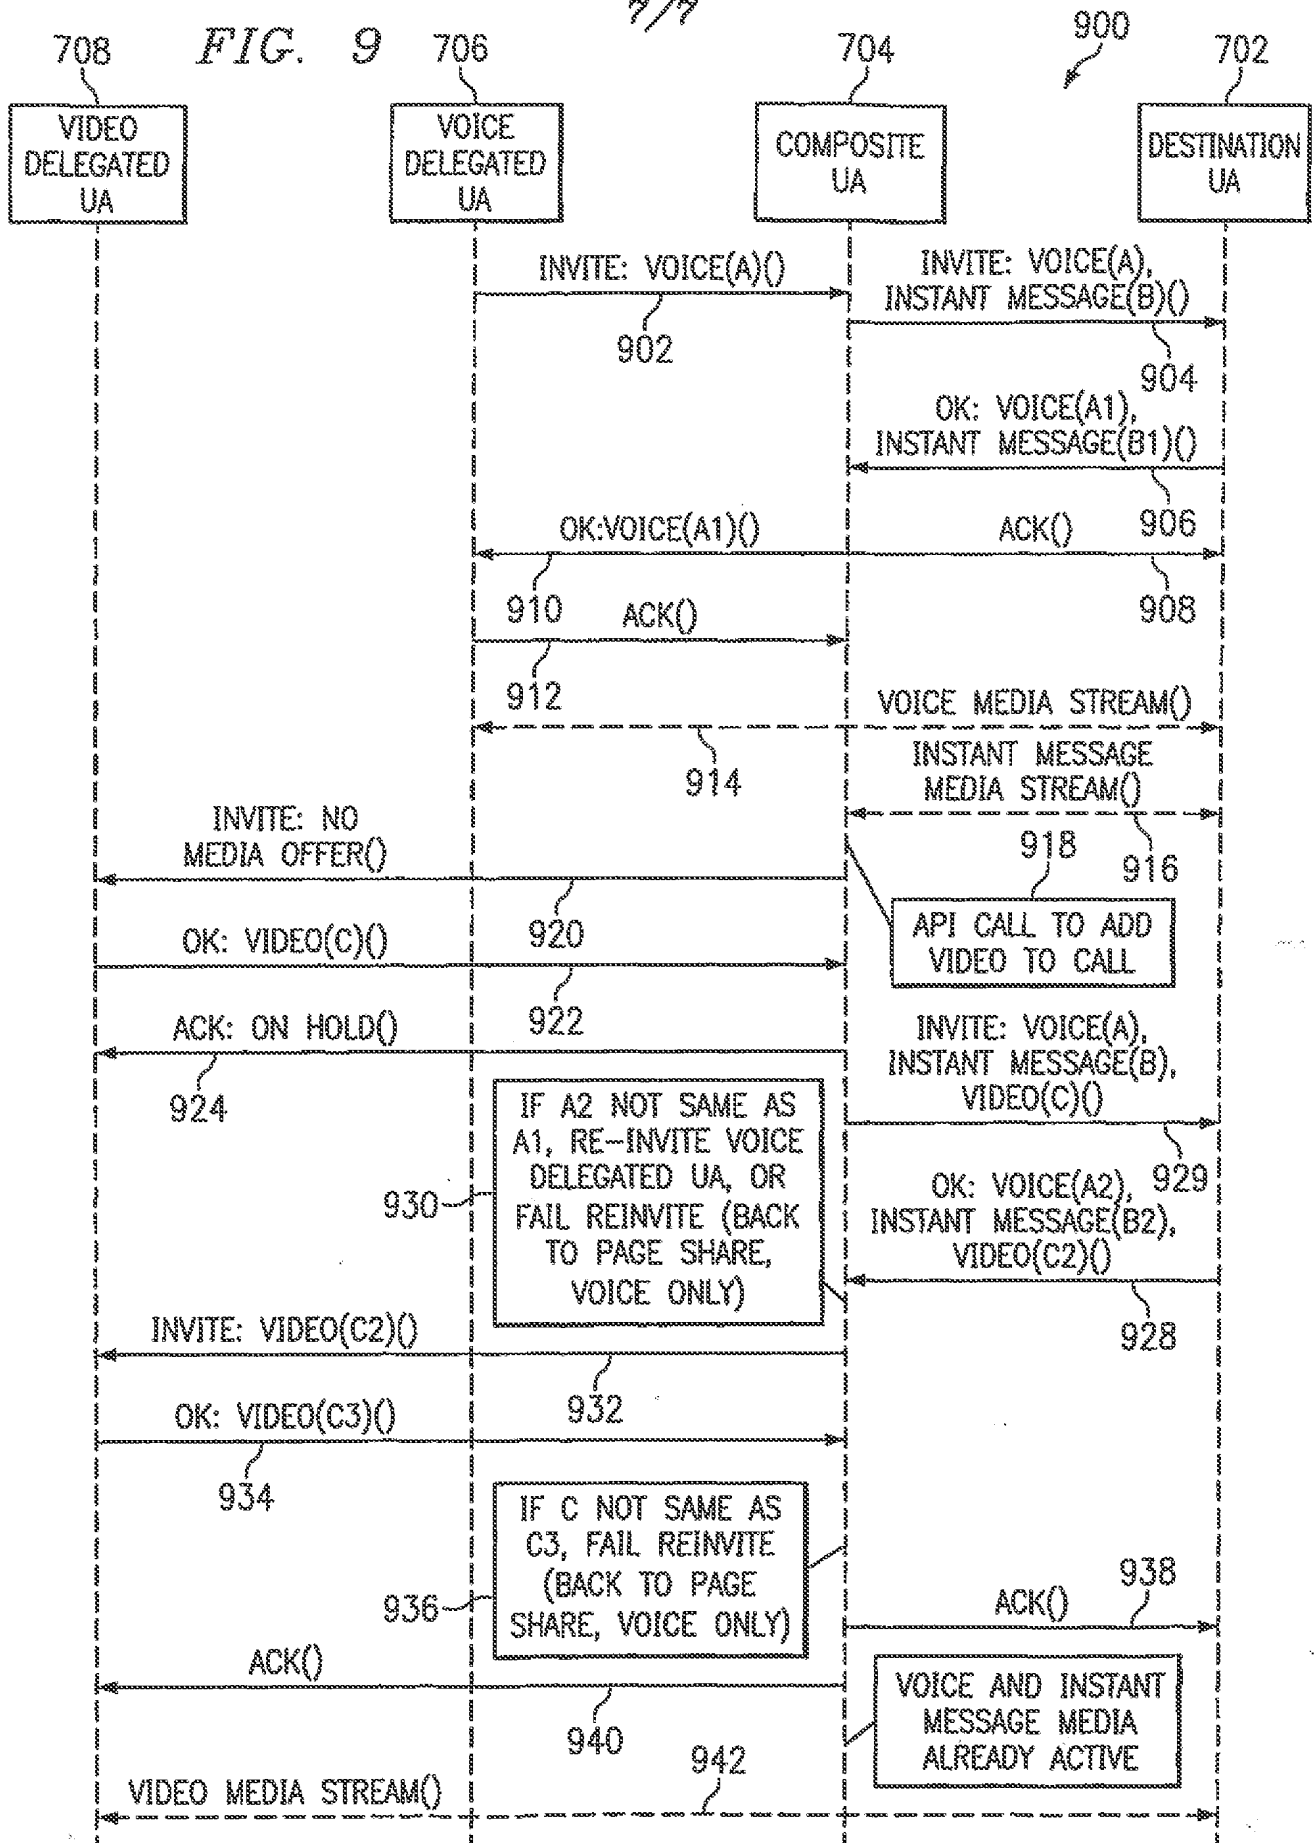 7/7
FIG. 9
900
708
706
704
702
VIDEO
DELEGATED
UA
VOICE
DELEGATED
UA
COMPOSITE
UA
DESTINATION
UA
INVITE: VOICE(A)()
902
INVITE: VOICE(A),
INSTANT MESSAGE(B)()
904
OK: VOICE(A1),
INSTANT MESSAGE(B1)()
906
OK:VOICE(A1)()
910
ACK()
908
ACK()
912
VOICE MEDIA STREAM()
914
INSTANT MESSAGE
MEDIA STREAM()
916
918
API CALL TO ADD
VIDEO TO CALL
INVITE: NO
MEDIA OFFER()
920
OK: VIDEO(C)()
922
ACK: ON HOLD()
924
INVITE: VOICE(A),
INSTANT MESSAGE(B),
VIDEO(C)()
929
OK: VOICE(A2),
INSTANT MESSAGE(B2),
VIDEO(C2)()
928
930
IF A2 NOT SAME AS
A1, RE-INVITE VOICE
DELEGATED UA, OR
FAIL REINVITE (BACK
TO PAGE SHARE,
VOICE ONLY)
INVITE: VIDEO(C2)()
932
OK: VIDEO(C3)()
934
936
IF C NOT SAME AS
C3, FAIL REINVITE
(BACK TO PAGE
SHARE, VOICE ONLY)
938
ACK()
ACK()
940
VOICE AND INSTANT
MESSAGE MEDIA
ALREADY ACTIVE
942
VIDEO MEDIA STREAM()